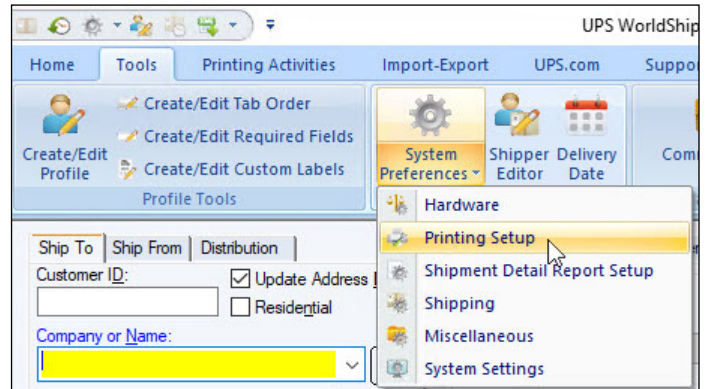 UPS WorldShip
Home Tools Printing Activities Import-Export UPS.com Suppo
Create/Edit Profile
Create/Edit Tab Order
Create/Edit Required Fields
Create/Edit Custom Labels
System Preferences
Shipper Editor
Delivery Date
Com
Profile Tools
Hardware
Printing Setup
Shipment Detail Report Setup
Shipping
Miscellaneous
System Settings
Ship To Ship From Distribution
Customer ID:
Update Address
Residential
Company or Name: